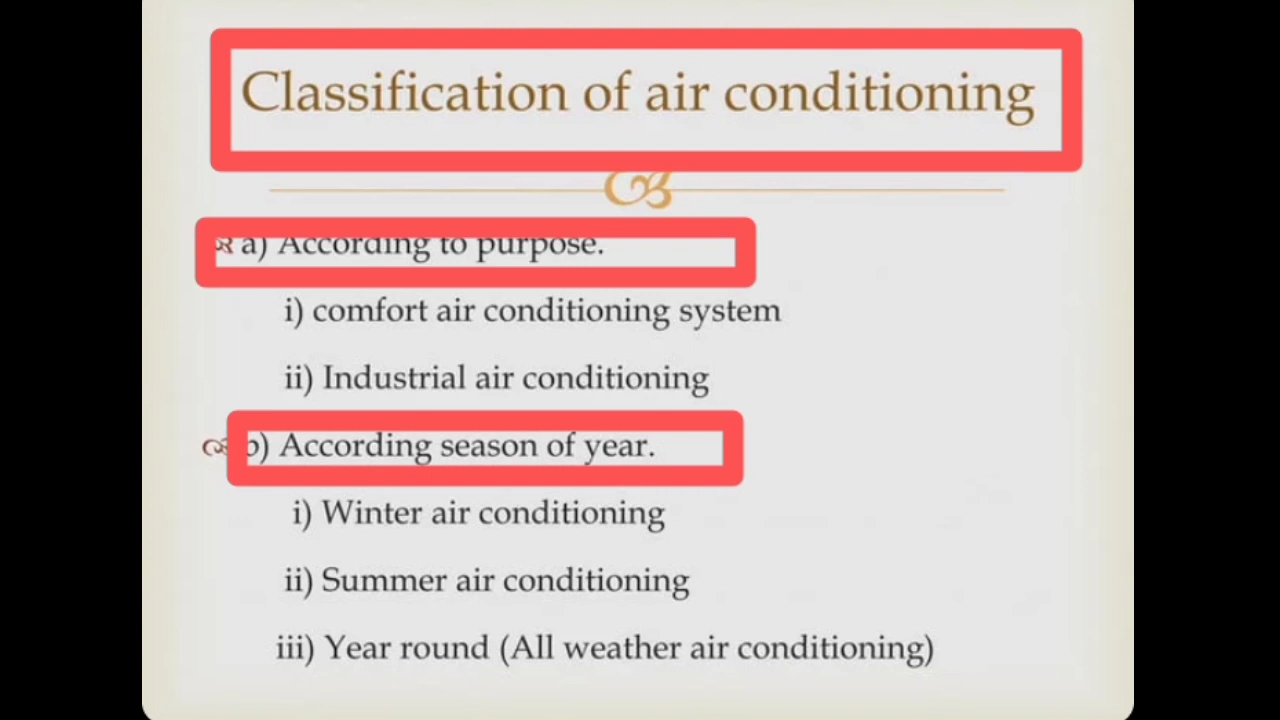 Classification of air conditioning
a) According to purpose.
i) comfort air conditioning system
ii) Industrial air conditioning
b) According season of year.
i) Winter air conditioning
ii) Summer air conditioning
iii) Year round (All weather air conditioning)